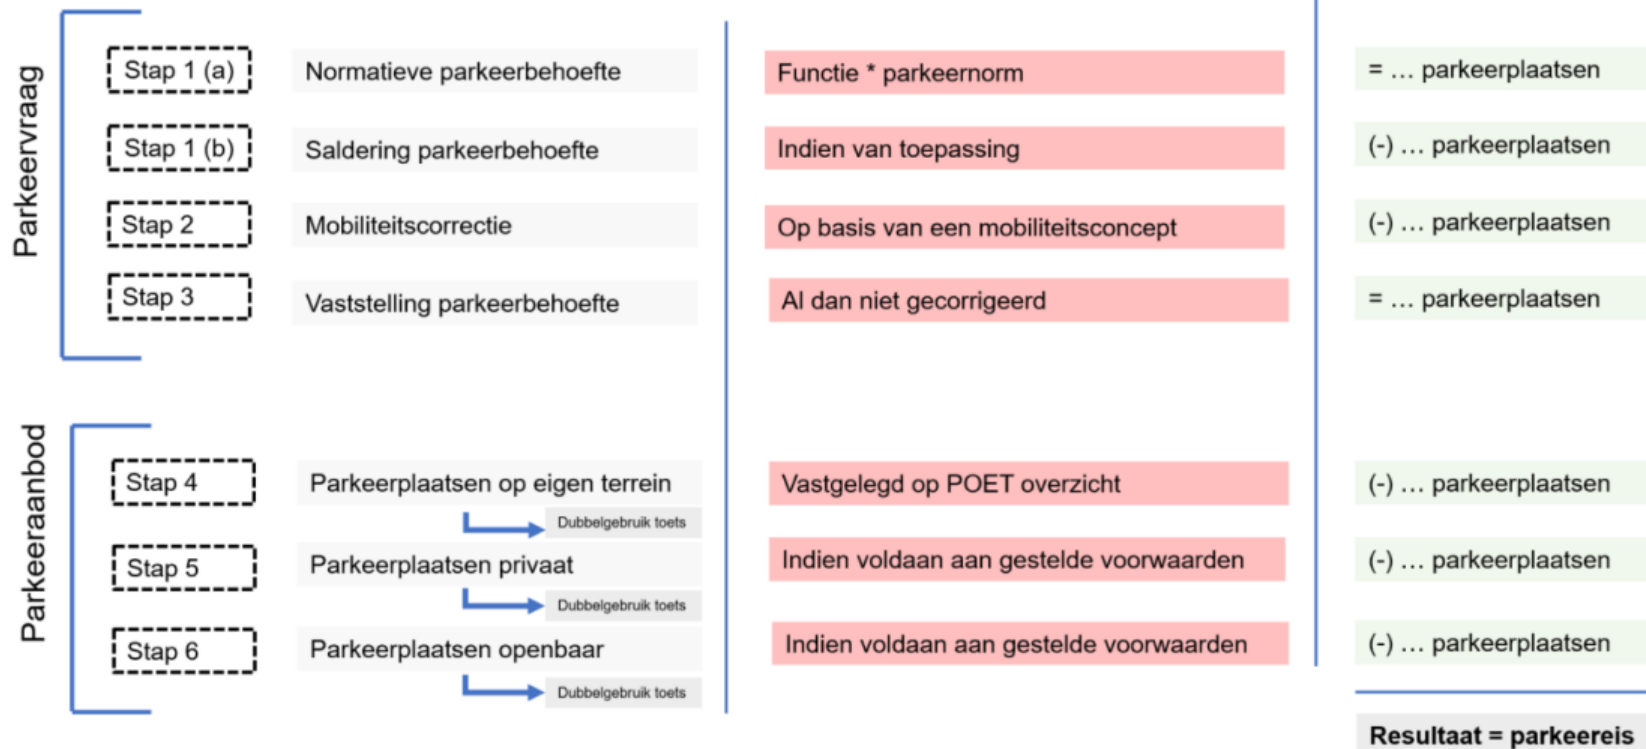 Parkeervraag
Stap 1 (a) Normatieve parkeerbehoefte Functie * parkeernorm = ... parkeerplaatsen
Stap 1 (b) Saldering parkeerbehoefte Indien van toepassing (-) ... parkeerplaatsen
Stap 2 Mobiliteitscorrectie Op basis van een mobiliteitsconcept (-) ... parkeerplaatsen
Stap 3 Vaststelling parkeerbehoefte Al dan niet gecorrigeerd = ... parkeerplaatsen
Parkeeraanbod
Stap 4 Parkeerplaatsen op eigen terrein Vastgelegd op POET overzicht (-) ... parkeerplaatsen
Dubbelgebruik toets
Stap 5 Parkeerplaatsen privaat Indien voldaan aan gestelde voorwaarden (-) ... parkeerplaatsen
Dubbelgebruik toets
Stap 6 Parkeerplaatsen openbaar Indien voldaan aan gestelde voorwaarden (-) ... parkeerplaatsen
Dubbelgebruik toets
Resultaat = parkeereis